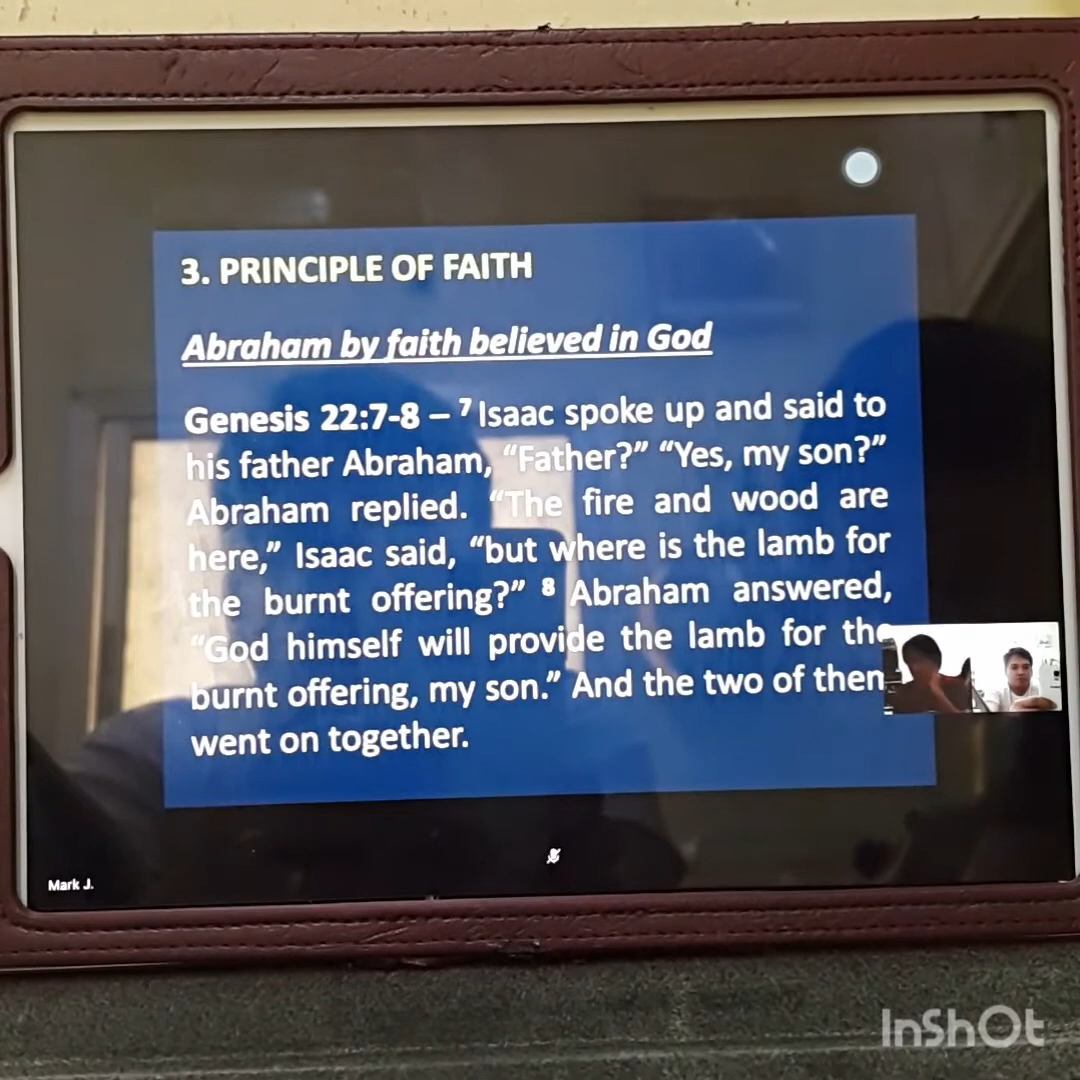 3. PRINCIPLE OF FAITH
Abraham by faith believed in God
Genesis 22:7-8 – ⁷ Isaac spoke up and said to
his father Abraham, “Father?” “Yes, my son?”
Abraham replied. “The fire and wood are
here,” Isaac said, “but where is the lamb for
the burnt offering?” ⁸ Abraham answered,
“God himself will provide the lamb for the
burnt offering, my son.” And the two of them
went on together.
Mark J.
InShOt